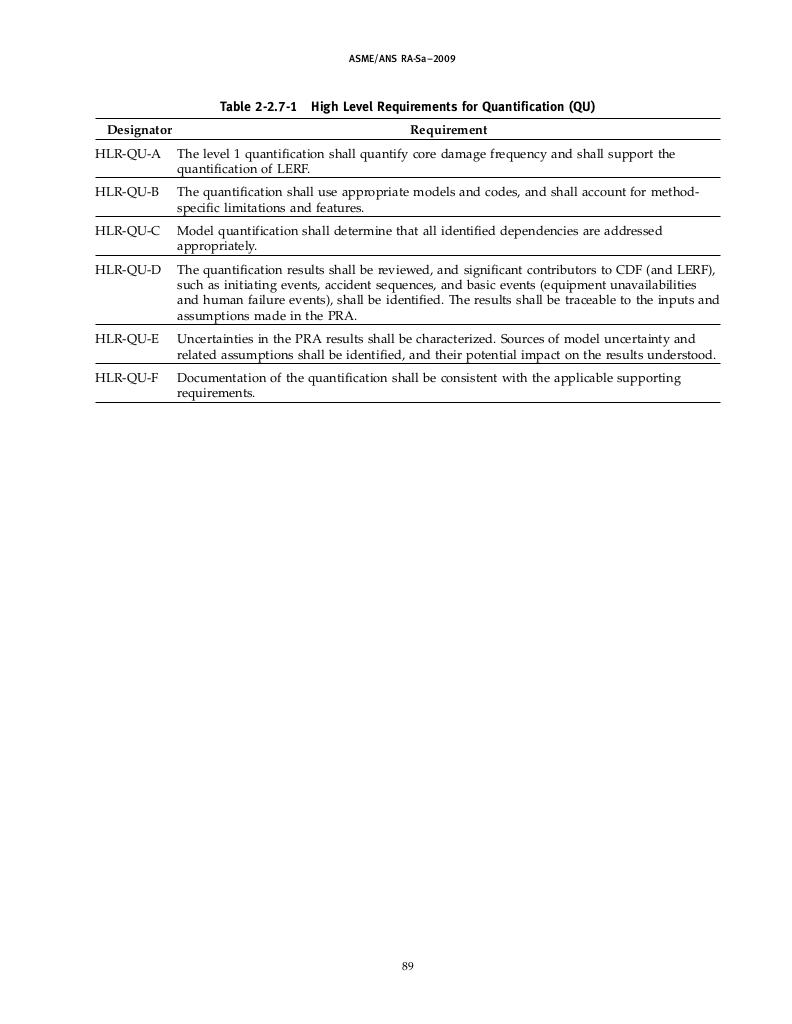 ASME/ANS RA-Sa–2009
Table 2-2.7-1 High Level Requirements for Quantification (QU)
Designator Requirement
HLR-QU-A The level 1 quantification shall quantify core damage frequency and shall support the
quantification of LERF.
HLR-QU-B The quantification shall use appropriate models and codes, and shall account for method-
specific limitations and features.
HLR-QU-C Model quantification shall determine that all identified dependencies are addressed
appropriately.
HLR-QU-D The quantification results shall be reviewed, and significant contributors to CDF (and LERF),
such as initiating events, accident sequences, and basic events (equipment unavailabilities
and human failure events), shall be identified. The results shall be traceable to the inputs and
assumptions made in the PRA.
HLR-QU-E Uncertainties in the PRA results shall be characterized. Sources of model uncertainty and
related assumptions shall be identified, and their potential impact on the results understood.
HLR-QU-F Documentation of the quantification shall be consistent with the applicable supporting
requirements.
89